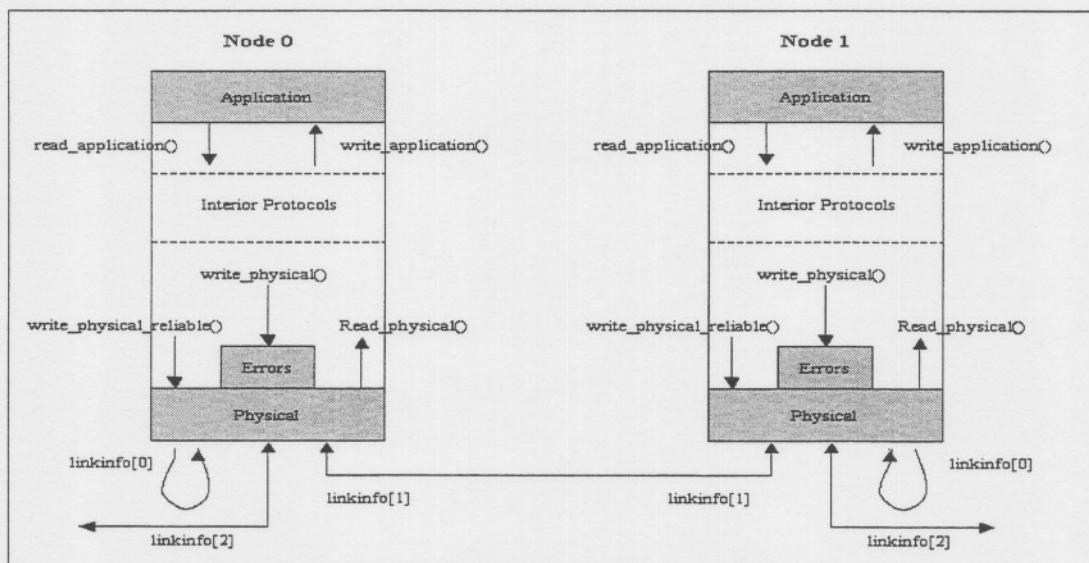 Node 0
Node 1
Application
Application
read_application()
write_application()
read_application()
write_application()
Interior Protocols
Interior Protocols
write_physical()
write_physical()
write_physical_reliable()
Read_physical()
write_physical_reliable()
Read_physical()
Errors
Errors
Physical
Physical
linkinfo[0]
linkinfo[0]
linkinfo[1]
linkinfo[1]
linkinfo[2]
linkinfo[2]